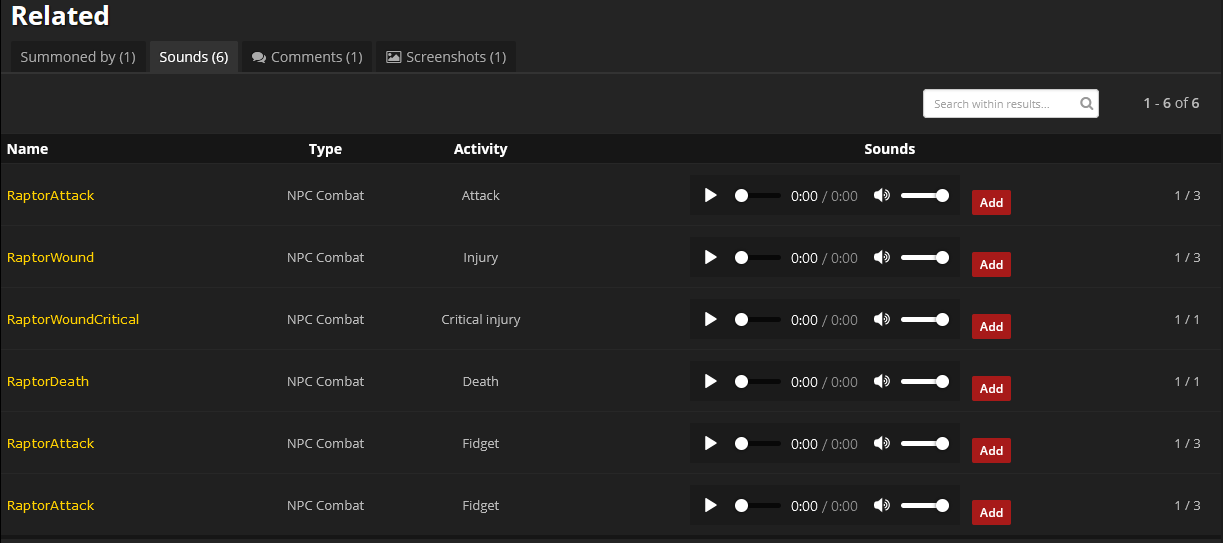 Related
Summoned by (1) Sounds (6) Comments (1) Screenshots (1)
Search within results... 1 - 6 of 6
Name Type Activity Sounds
RaptorAttack NPC Combat Attack 0:00 / 0:00 Add 1 / 3
RaptorWound NPC Combat Injury 0:00 / 0:00 Add 1 / 3
RaptorWoundCritical NPC Combat Critical injury 0:00 / 0:00 Add 1 / 1
RaptorDeath NPC Combat Death 0:00 / 0:00 Add 1 / 1
RaptorAttack NPC Combat Fidget 0:00 / 0:00 Add 1 / 3
RaptorAttack NPC Combat Fidget 0:00 / 0:00 Add 1 / 3